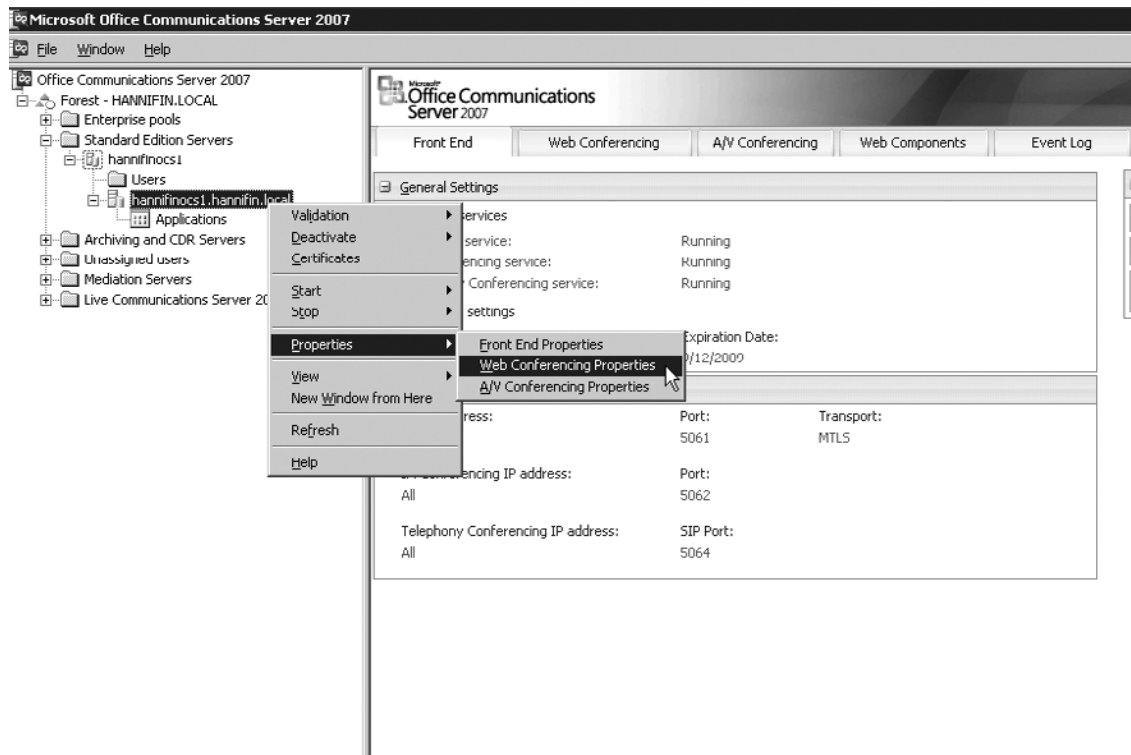 Microsoft Office Communications Server 2007
File Window Help
Office Communications Server 2007
Forest - HANNIFIN.LOCAL
Enterprise pools
Standard Edition Servers
hannifinocs1
Users
hannifinocs1.hannifin.local
Applications
Archiving and CDR Servers
Unassigned users
Mediation Servers
Live Communications Server 20
Validation
Deactivate
Certificates
Start
Stop
Properties
View
New Window from Here
Refresh
Help
Front End Properties
Web Conferencing Properties
A/V Conferencing Properties
Microsoft
Office Communications
Server 2007
Front End Web Conferencing A/V Conferencing Web Components Event Log
General Settings
services
service: Running
service: Running
Conferencing service: Running
settings
Expiration Date:
/12/2009
Port: Transport:
5061 MTLS
IP address: Port:
All 5062
Telephony Conferencing IP address: SIP Port:
All 5064